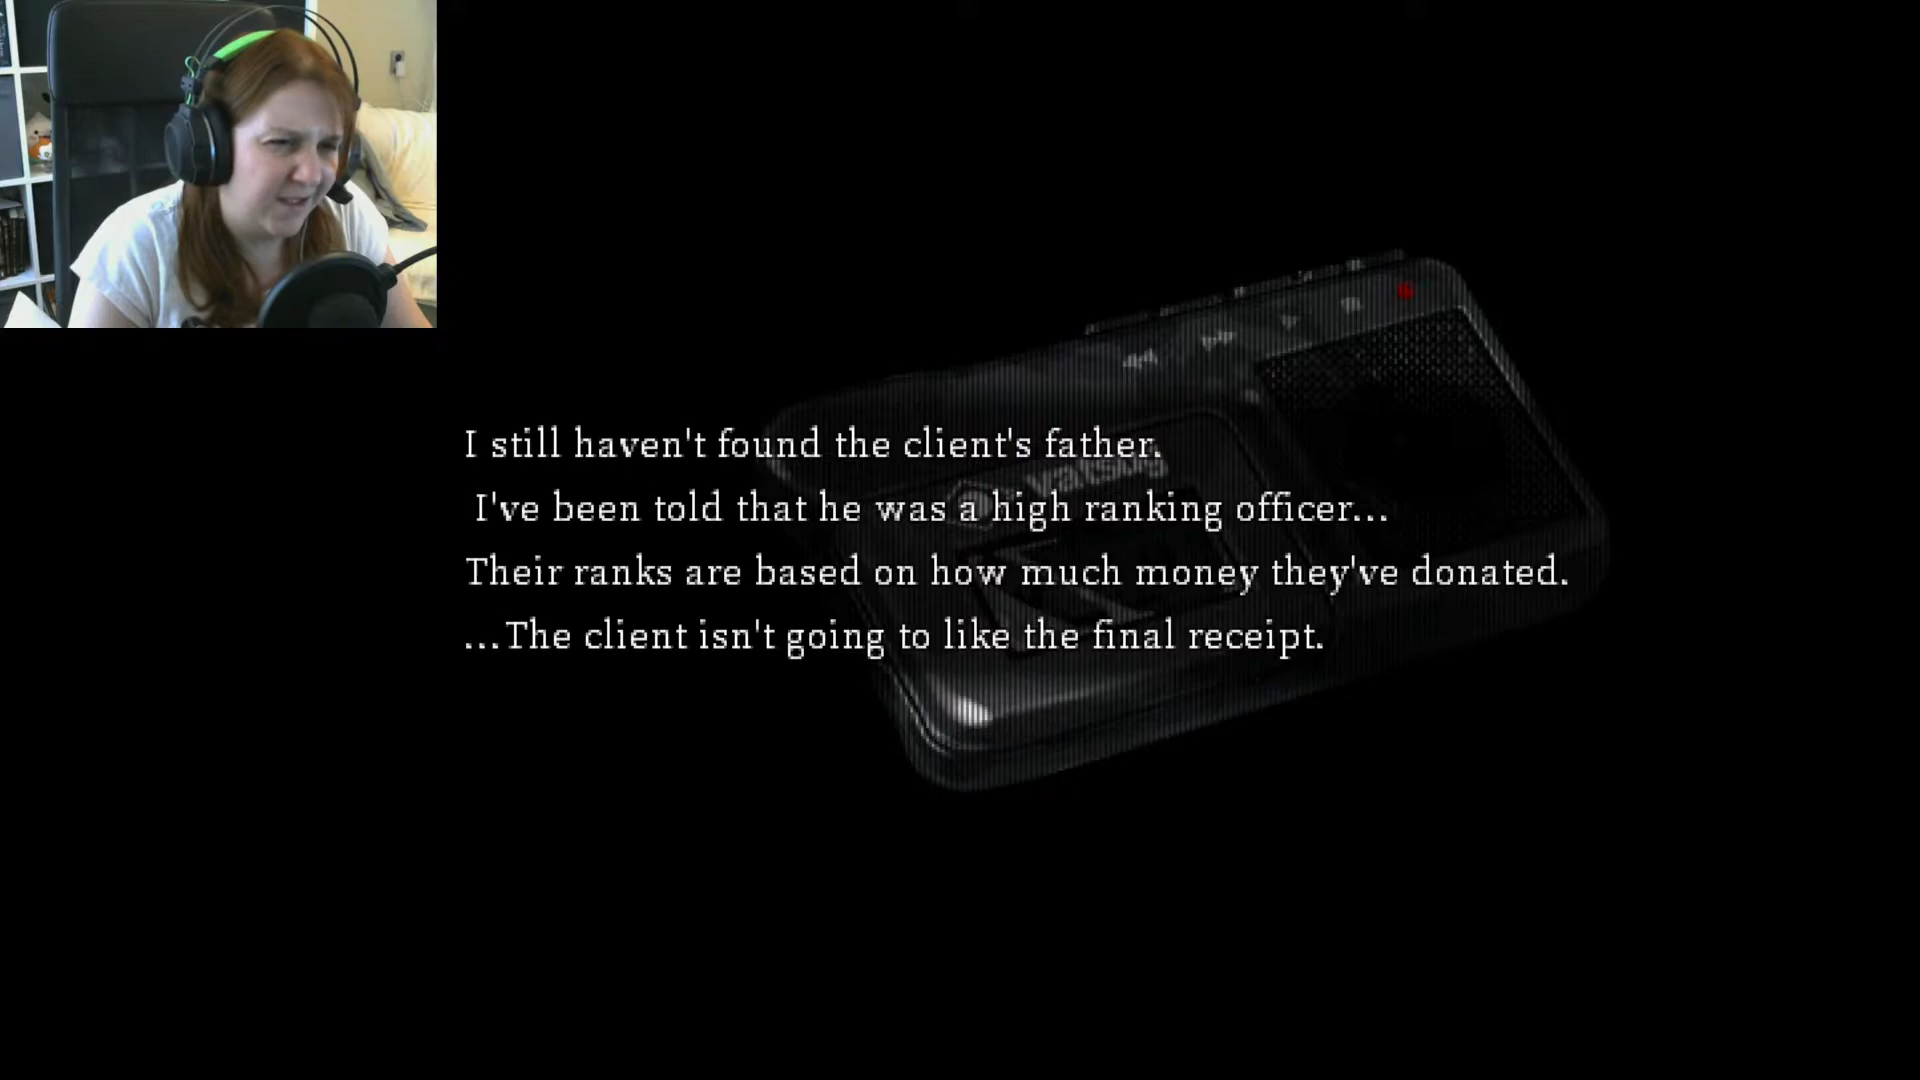 I still haven't found the client's father.
I've been told that he was a high ranking officer...
Their ranks are based on how much money they've donated.
...The client isn't going to like the final receipt.